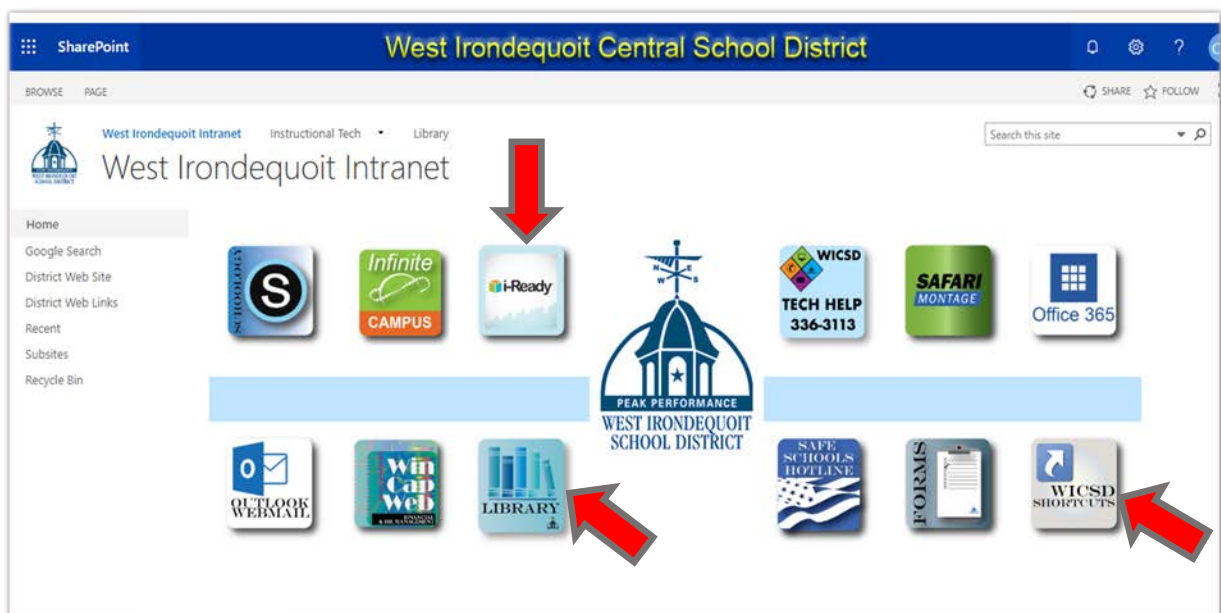 SharePoint
West Irondequoit Central School District
?
BROWSE PAGE
SHARE FOLLOW
West Irondequoit Intranet Instructional Tech Library
Search this site
West Irondequoit Intranet
Home
Google Search
District Web Site
District Web Links
Recent
Subsites
Recycle Bin
SCHOOLOGY
S
Infinite
CAMPUS
i-Ready
N E
W S
PEAK PERFORMANCE
WEST IRONDEQUOIT
SCHOOL DISTRICT
WICSD
TECH HELP
336-3113
SAFARI
MONTAGE
Office 365
OUTLOOK
WEBMAIL
Win
Cap
Web
FINANCIAL
& HR MANAGEMENT
LIBRARY
SAFE
SCHOOLS
HOTLINE
FORMS
WICSD
SHORTCUTS